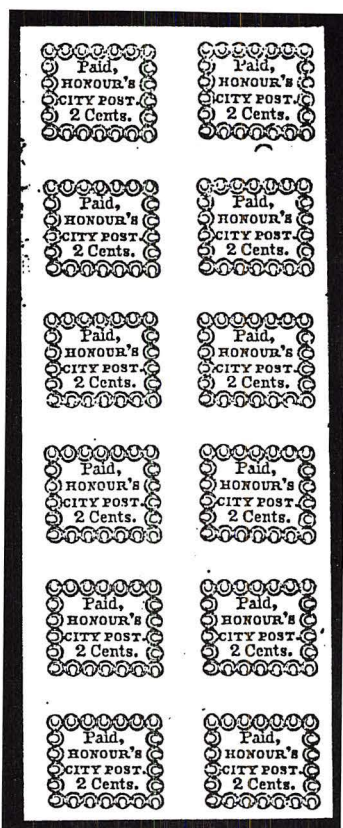 Paid,
HONOUR'S
CITY POST.
2 Cents.
Paid,
HONOUR'S
CITY POST.
2 Cents.
Paid,
HONOUR'S
CITY POST.
2 Cents.
Paid,
HONOUR'S
CITY POST.
2 Cents.
Paid,
HONOUR'S
CITY POST.
2 Cents.
Paid,
HONOUR'S
CITY POST.
2 Cents.
Paid,
HONOUR'S
CITY POST.
2 Cents.
Paid,
HONOUR'S
CITY POST.
2 Cents.
Paid,
HONOUR'S
CITY POST.
2 Cents.
Paid,
HONOUR'S
CITY POST.
2 Cents.
Paid,
HONOUR'S
CITY POST.
2 Cents.
Paid,
HONOUR'S
CITY POST.
2 Cents.